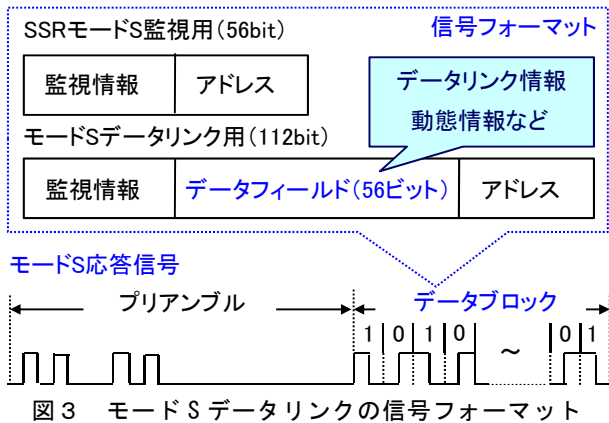 SSRモードS監視用(56bit)
信号フォーマット
監視情報 アドレス
データリンク情報
動態情報など
モードSデータリンク用(112bit)
監視情報 データフィールド(56ビット) アドレス
モードS応答信号
プリアンブル データブロック
1 0 1 0 ~ 0 1
図3 モードSデータリンクの信号フォーマット